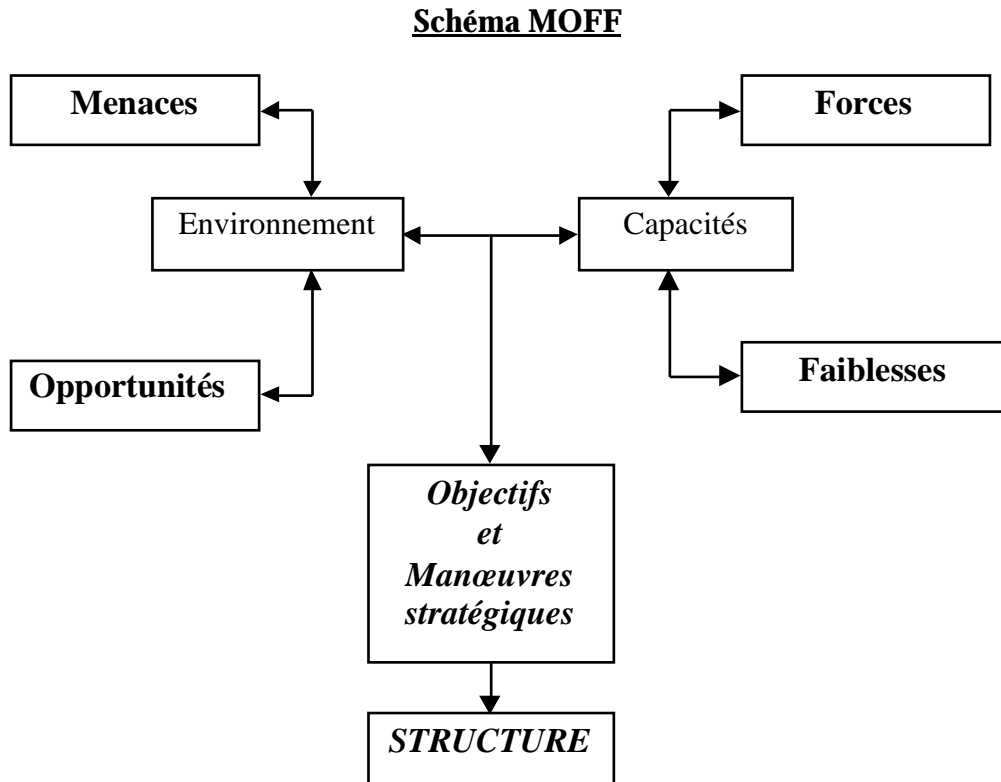 Schéma MOFF
Menaces
Forces
Environnement
Capacités
Opportunités
Faiblesses
Objectifs
et
Manœuvres
stratégiques
STRUCTURE